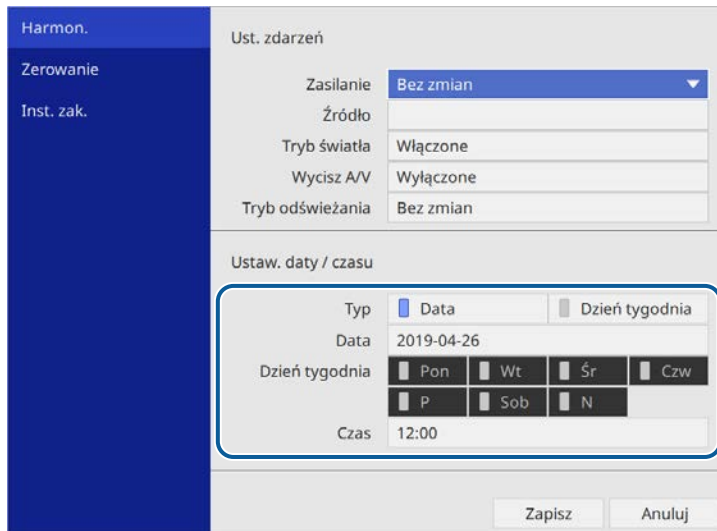 Harmon.
Zerowanie
Inst. zak.
Ust. zdarzeń
Zasilanie Bez zmian
Źródło
Tryb światła Włączone
Wycisz A/V Wyłączone
Tryb odświeżania Bez zmian
Ustaw. daty / czasu
Typ Data Dzień tygodnia
Data 2019-04-26
Dzień tygodnia Pon Wt Śr Czw
P Sob N
Czas 12:00
Zapisz Anuluj